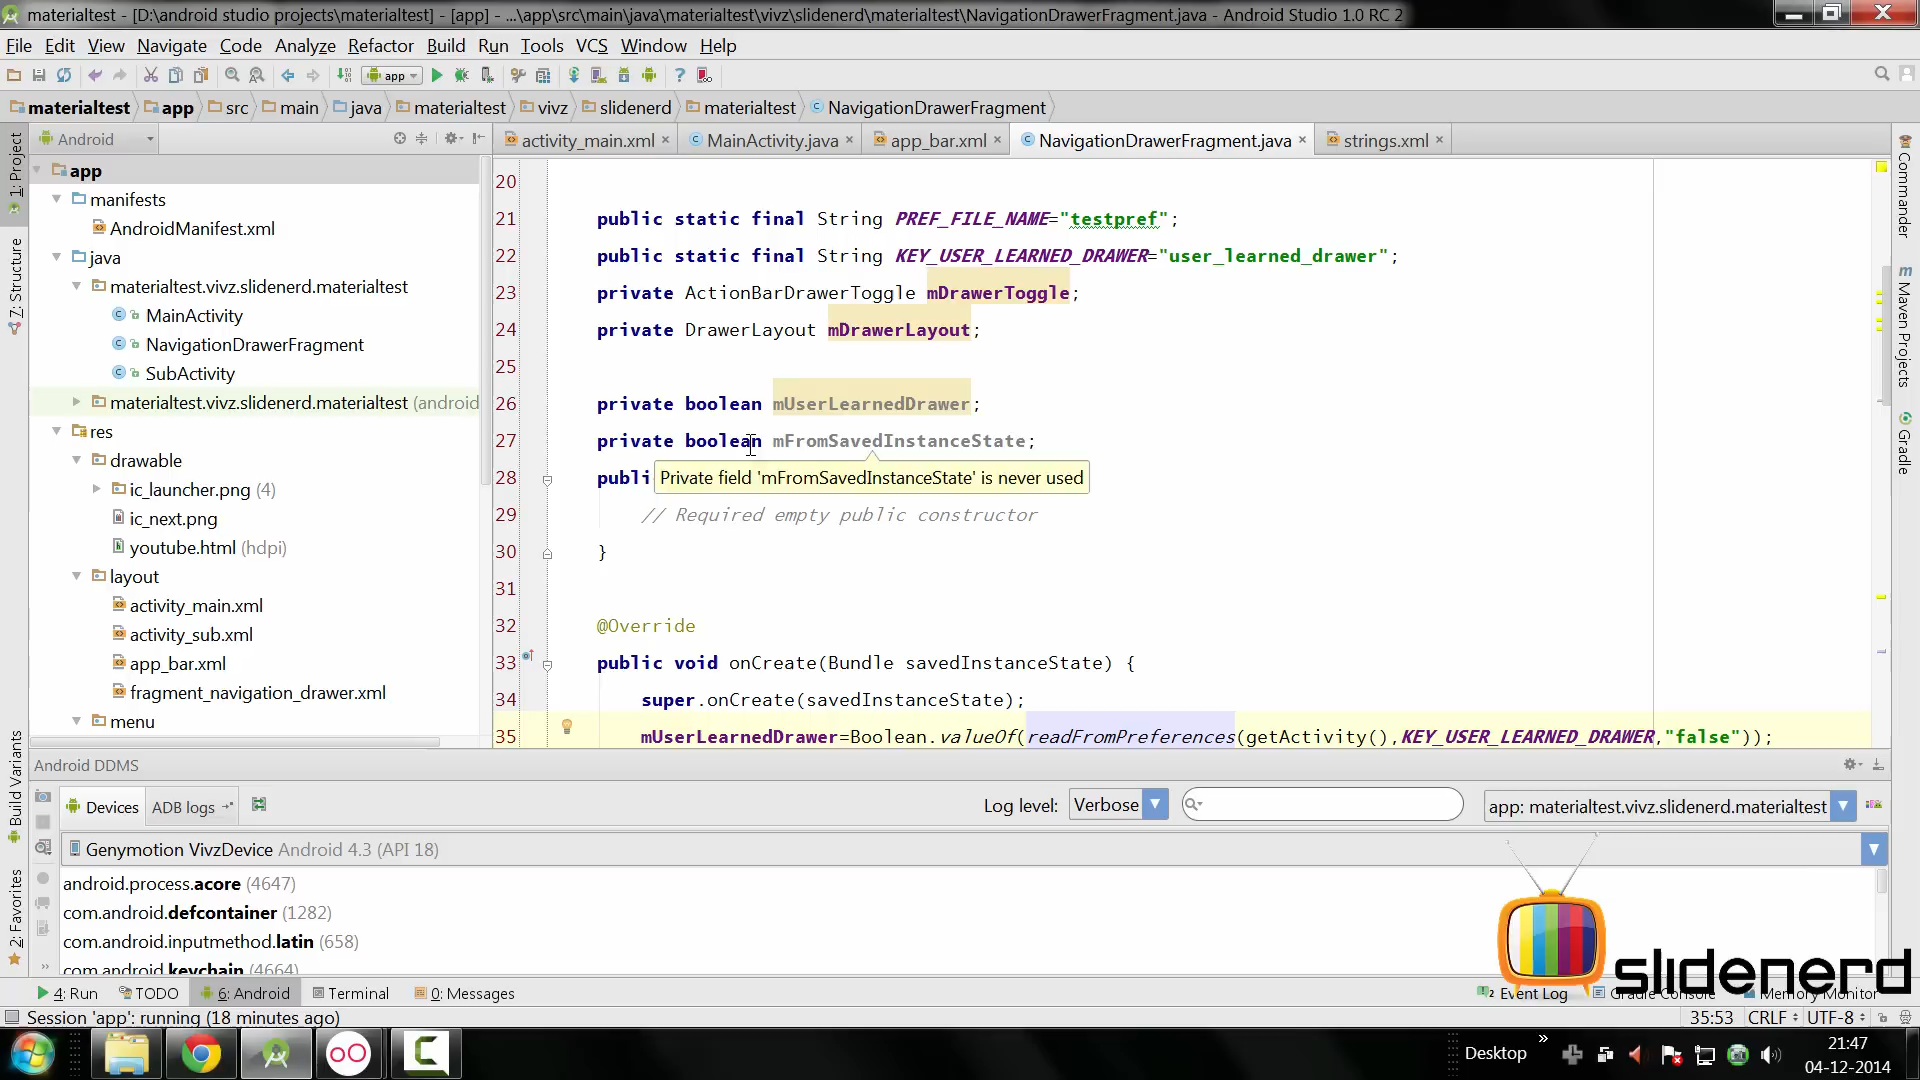 materialtest - [D:\android studio projects\materialtest] - [app] - ...\app\src\main\java\materialtest\vivz\slidenerd\materialtest\NavigationDrawerFragment.java - Android Studio 1.0 RC 2
File Edit View Navigate Code Analyze Refactor Build Run Tools VCS Window Help
app
materialtest app src main java materialtest vivz slidenerd materialtest NavigationDrawerFragment
Android
activity_main.xml MainActivity.java app_bar.xml NavigationDrawerFragment.java strings.xml
1: Project
7: Structure
Build Variants
2: Favorites
app
manifests
AndroidManifest.xml
java
materialtest.vivz.slidenerd.materialtest
MainActivity
NavigationDrawerFragment
SubActivity
materialtest.vivz.slidenerd.materialtest (android
res
drawable
ic_launcher.png (4)
ic_next.png
youtube.html (hdpi)
layout
activity_main.xml
activity_sub.xml
app_bar.xml
fragment_navigation_drawer.xml
menu
20
21 public static final String PREF_FILE_NAME="testpref";
22 public static final String KEY_USER_LEARNED_DRAWER="user_learned_drawer";
23 private ActionBarDrawerToggle mDrawerToggle;
24 private DrawerLayout mDrawerLayout;
25
26 private boolean mUserLearnedDrawer;
27 private boolean mFromSavedInstanceState;
28 publi
Private field 'mFromSavedInstanceState' is never used
29 // Required empty public constructor
30 }
31
32 @Override
33 public void onCreate(Bundle savedInstanceState) {
34 super.onCreate(savedInstanceState);
35 mUserLearnedDrawer=Boolean.valueOf(readFromPreferences(getActivity(),KEY_USER_LEARNED_DRAWER,"false"));
Commander
m Maven Projects
Gradle
Android DDMS
Devices ADB logs Log level: Verbose app: materialtest.vivz.slidenerd.materialtest
Genymotion VivzDevice Android 4.3 (API 18)
android.process.acore (4647)
com.android.defcontainer (1282)
com.android.inputmethod.latin (658)
com.android.keychain (4664)
slidenerd
4: Run TODO 6: Android Terminal 0: Messages 2 Event Log Gradle Console Memory Monitor
Session 'app': running (18 minutes ago) 35:53 CRLF UTF-8
Desktop
21:47
04-12-2014